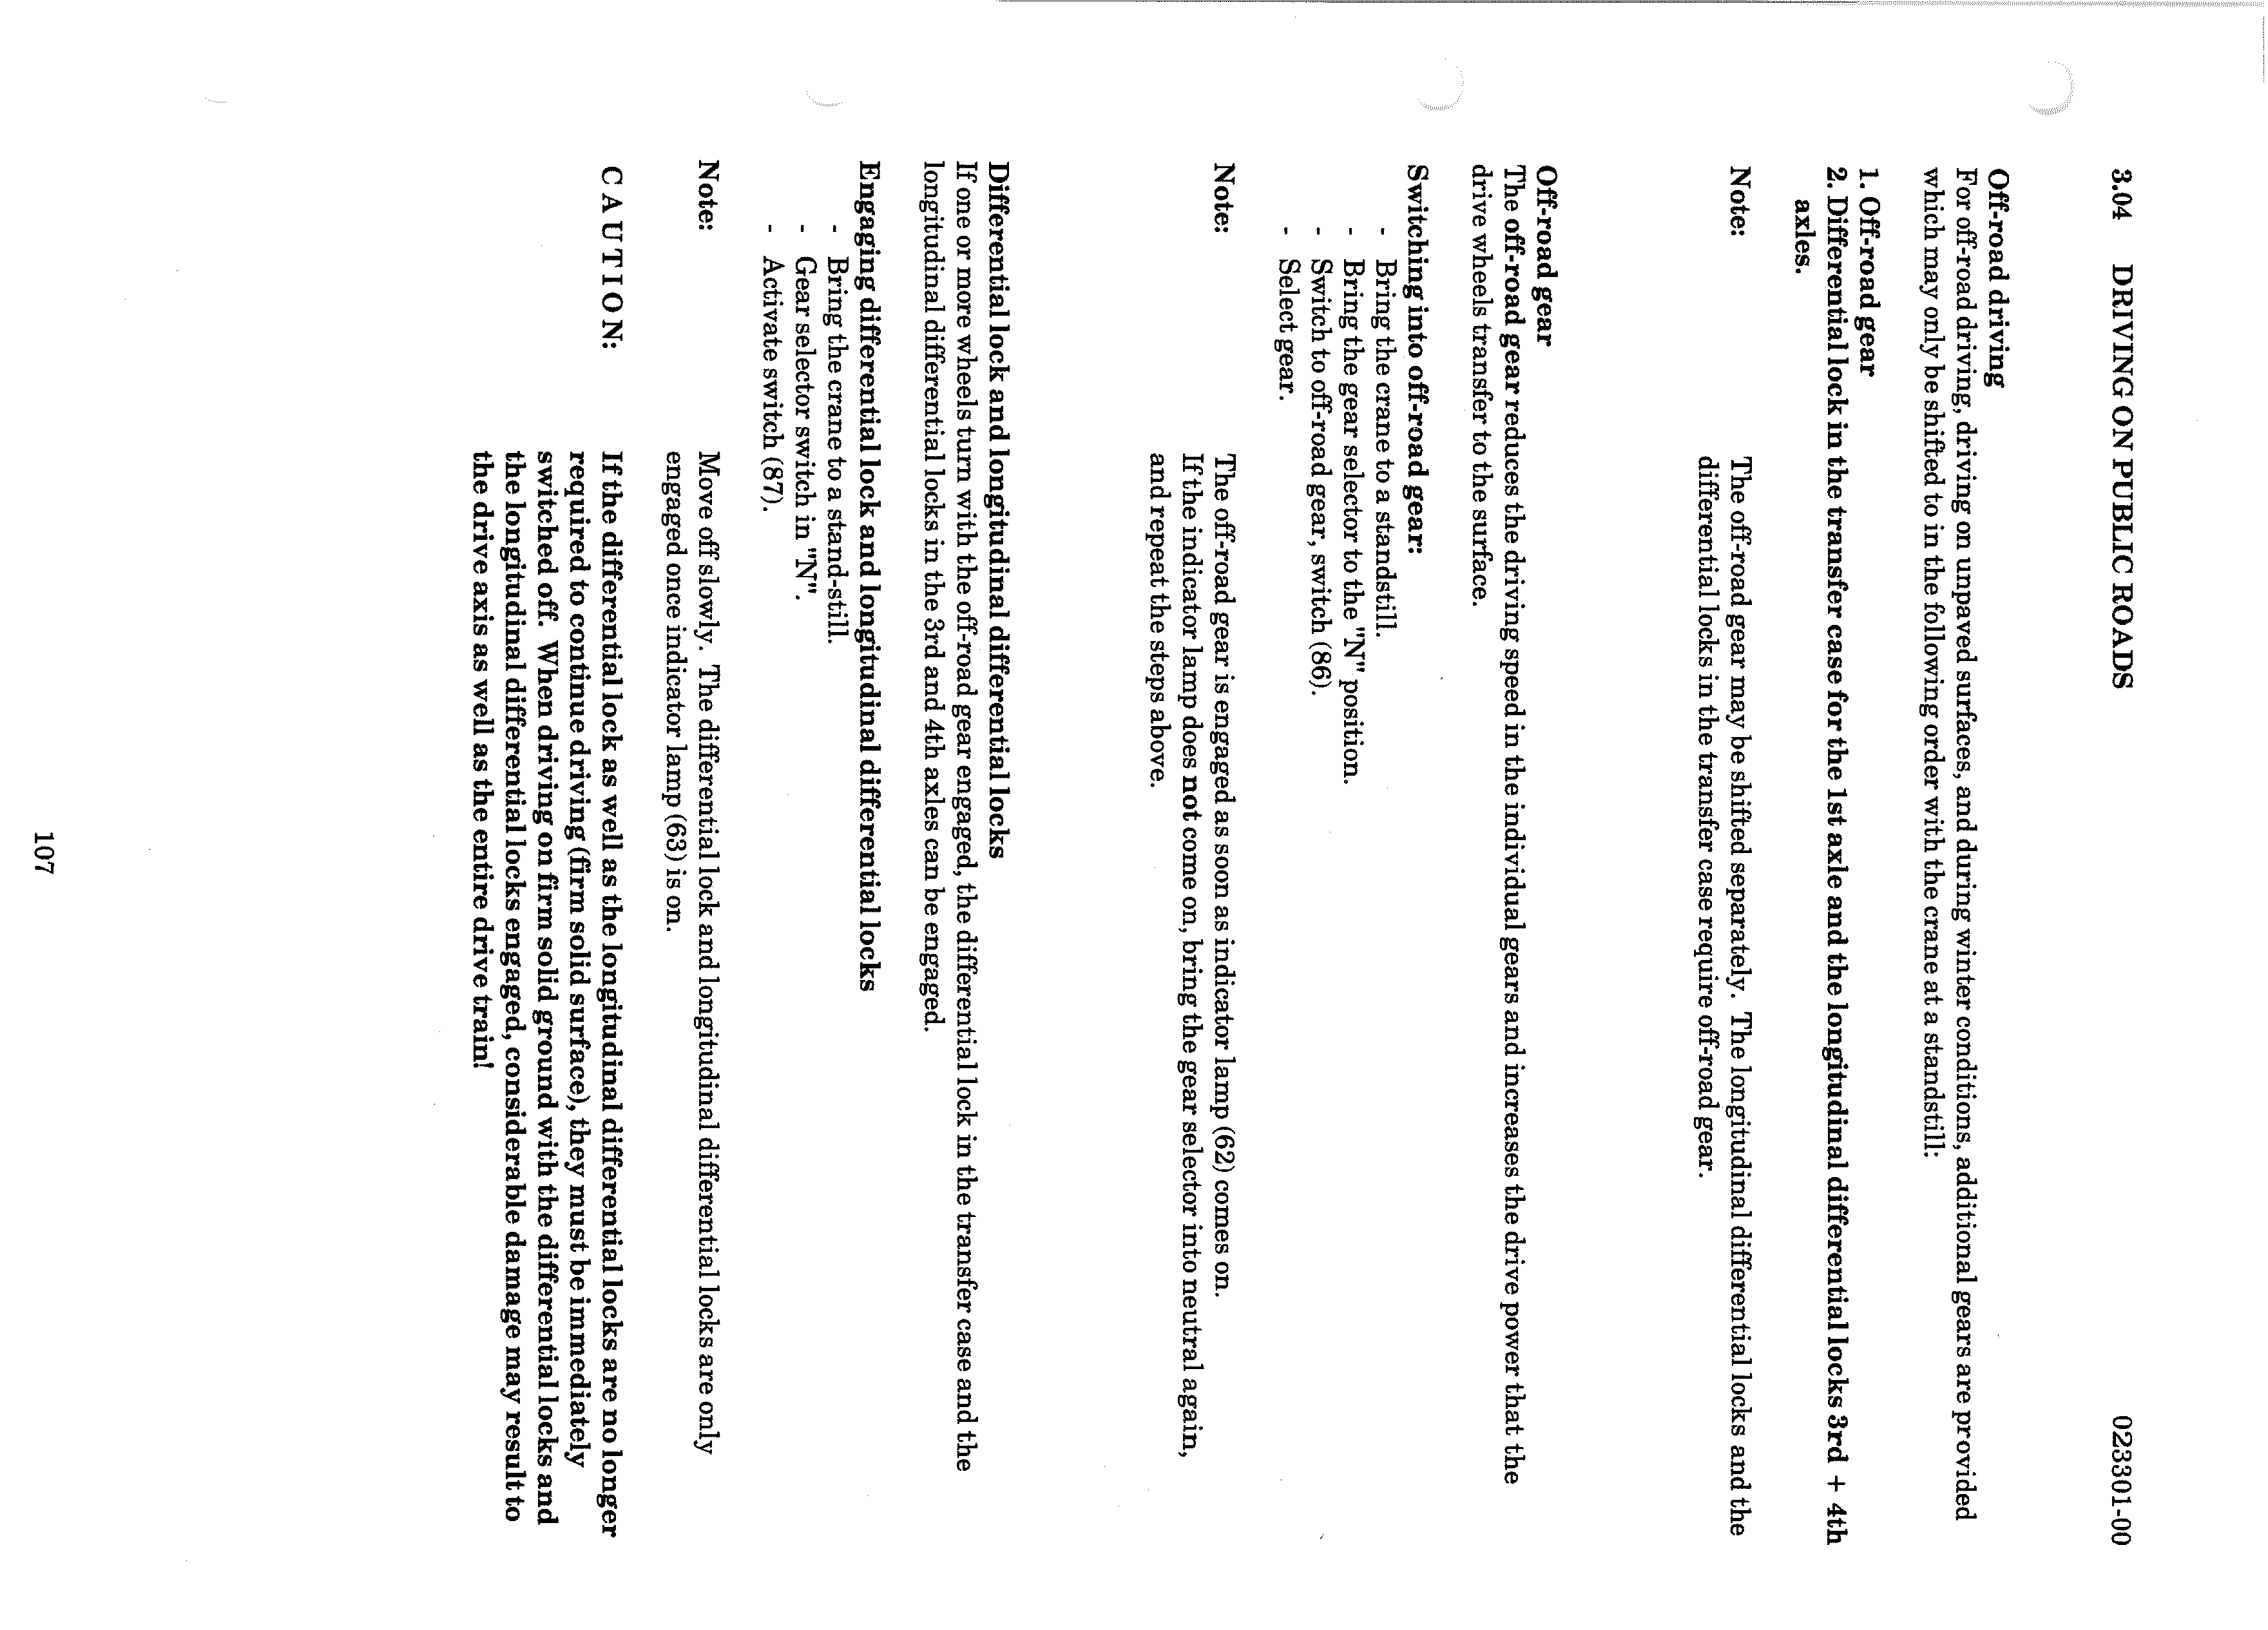 3.04 DRIVING ON PUBLIC ROADS 023301-00
Off-road driving
For off-road driving, driving on unpaved surfaces, and during winter conditions, additional gears are provided
which may only be shifted to in the following order with the crane at a standstill:
1. Off-road gear
2. Differential lock in the transfer case for the 1st axle and the longitudinal differential locks 3rd + 4th
axles.
Note: The off-road gear may be shifted separately. The longitudinal differential locks and the
differential locks in the transfer case require off-road gear.
Off-road gear
The off-road gear reduces the driving speed in the individual gears and increases the drive power that the
drive wheels transfer to the surface.
Switching into off-road gear:
- Bring the crane to a standstill.
- Bring the gear selector to the "N" position.
- Switch to off-road gear, switch (86).
- Select gear.
Note: The off-road gear is engaged as soon as indicator lamp (62) comes on.
If the indicator lamp does not come on, bring the gear selector into neutral again,
and repeat the steps above.
Differential lock and longitudinal differential locks
If one or more wheels turn with the off-road gear engaged, the differential lock in the transfer case and the
longitudinal differential locks in the 3rd and 4th axles can be engaged.
Engaging differential lock and longitudinal differential locks
- Bring the crane to a stand-still.
- Gear selector switch in "N".
- Activate switch (87).
Note: Move off slowly. The differential lock and longitudinal differential locks are only
engaged once indicator lamp (63) is on.
CAUTION: If the differential lock as well as the longitudinal differential locks are no longer
required to continue driving (firm solid surface), they must be immediately
switched off. When driving on firm solid ground with the differential locks and
the longitudinal differential locks engaged, considerable damage may result to
the drive axis as well as the entire drive train!
107